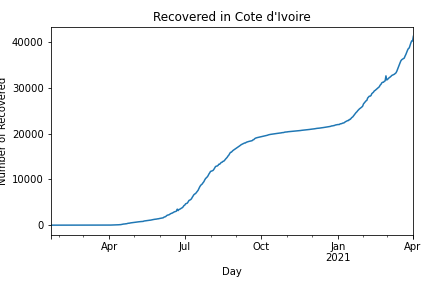 Recovered in Cote d'Ivoire
Number of Recovered
40000
30000
20000
10000
0
Apr
Jul
Oct
Jan
2021
Apr
Day